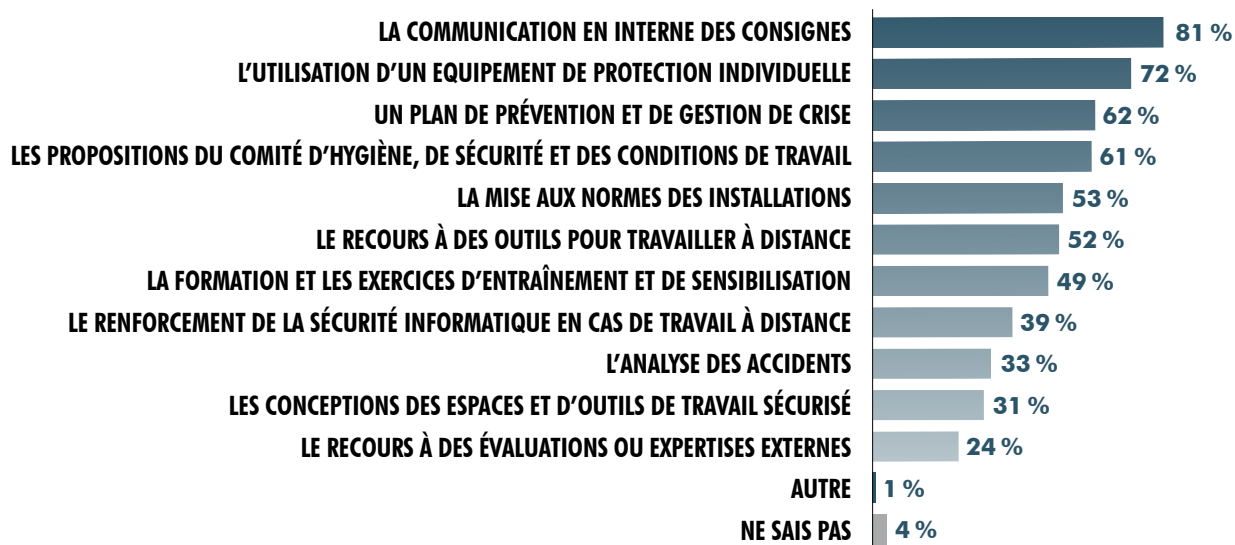 LA COMMUNICATION EN INTERNE DES CONSIGNES 81 %
L'UTILISATION D'UN EQUIPEMENT DE PROTECTION INDIVIDUELLE 72 %
UN PLAN DE PRÉVENTION ET DE GESTION DE CRISE 62 %
LES PROPOSITIONS DU COMITÉ D'HYGIÈNE, DE SÉCURITÉ ET DES CONDITIONS DE TRAVAIL 61 %
LA MISE AUX NORMES DES INSTALLATIONS 53 %
LE RECOURS À DES OUTILS POUR TRAVAILLER À DISTANCE 52 %
LA FORMATION ET LES EXERCICES D'ENTRAÎNEMENT ET DE SENSIBILISATION 49 %
LE RENFORCEMENT DE LA SÉCURITÉ INFORMATIQUE EN CAS DE TRAVAIL À DISTANCE 39 %
L'ANALYSE DES ACCIDENTS 33 %
LES CONCEPTIONS DES ESPACES ET D'OUTILS DE TRAVAIL SÉCURISÉ 31 %
LE RECOURS À DES ÉVALUATIONS OU EXPERTISES EXTERNES 24 %
AUTRE 1 %
NE SAIS PAS 4 %